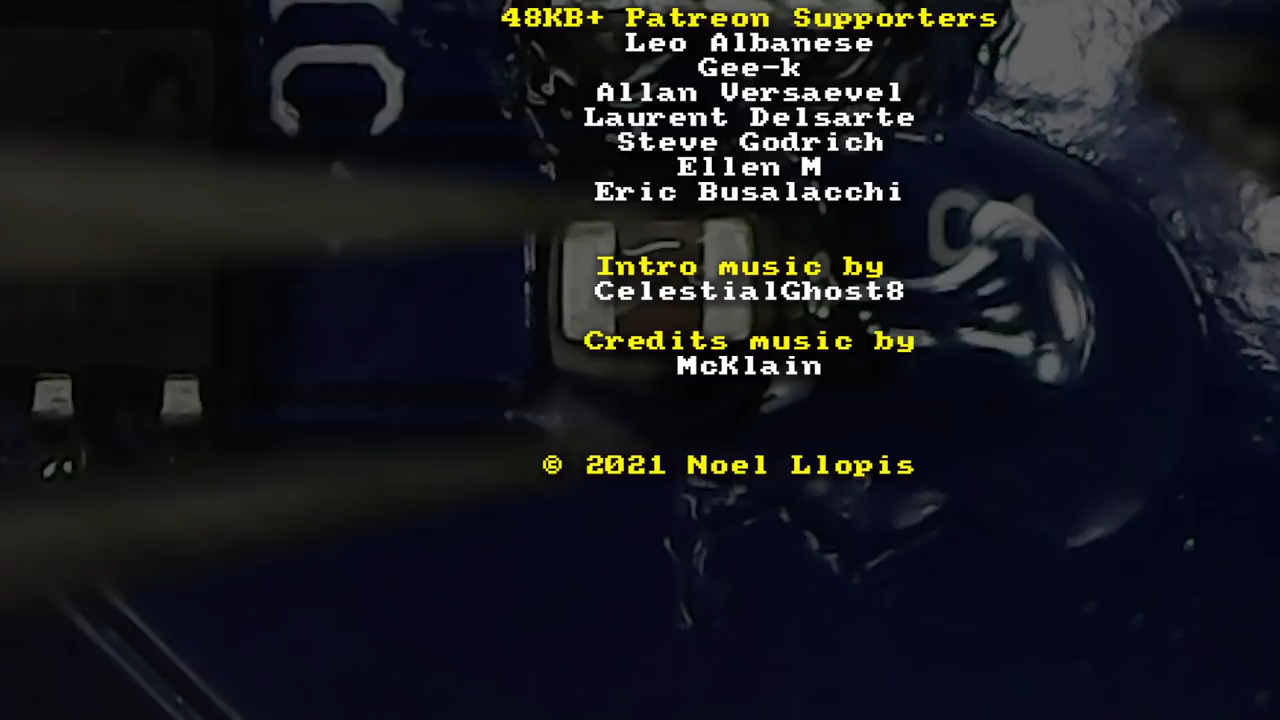 48KB+ Patreon Supporters
Leo Albanese
Gee-k
Allan Versaevel
Laurent Delsarte
Steve Godrich
Ellen M
Eric Busalacchi
Intro music by
CelestialGhost8
Credits music by
McKlain
© 2021 Noel Llopis